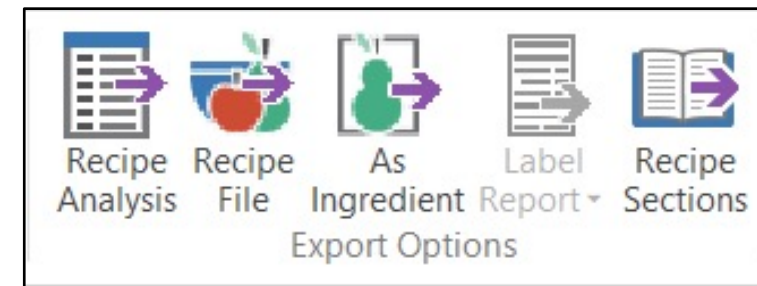 Recipe Analysis
Recipe File
As Ingredient
Label Report
Recipe Sections
Export Options